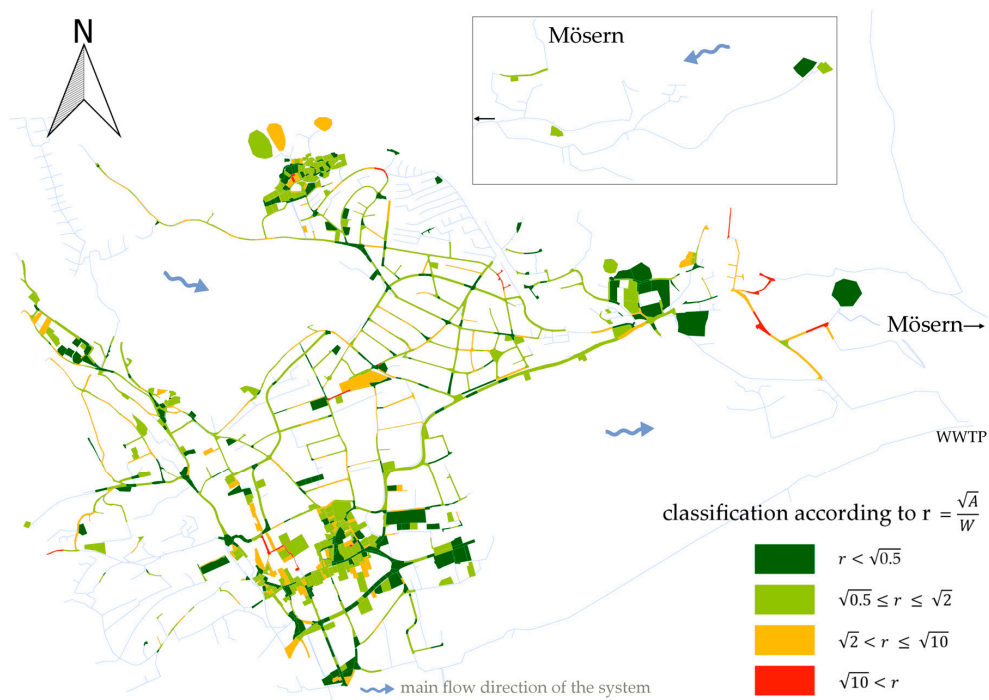 N
Mösern
Mösern
WWTP
classification according to r = √A/W
r < √0.5
√0.5 ≤ r ≤ √2
√2 < r ≤ √10
√10 < r
main flow direction of the system